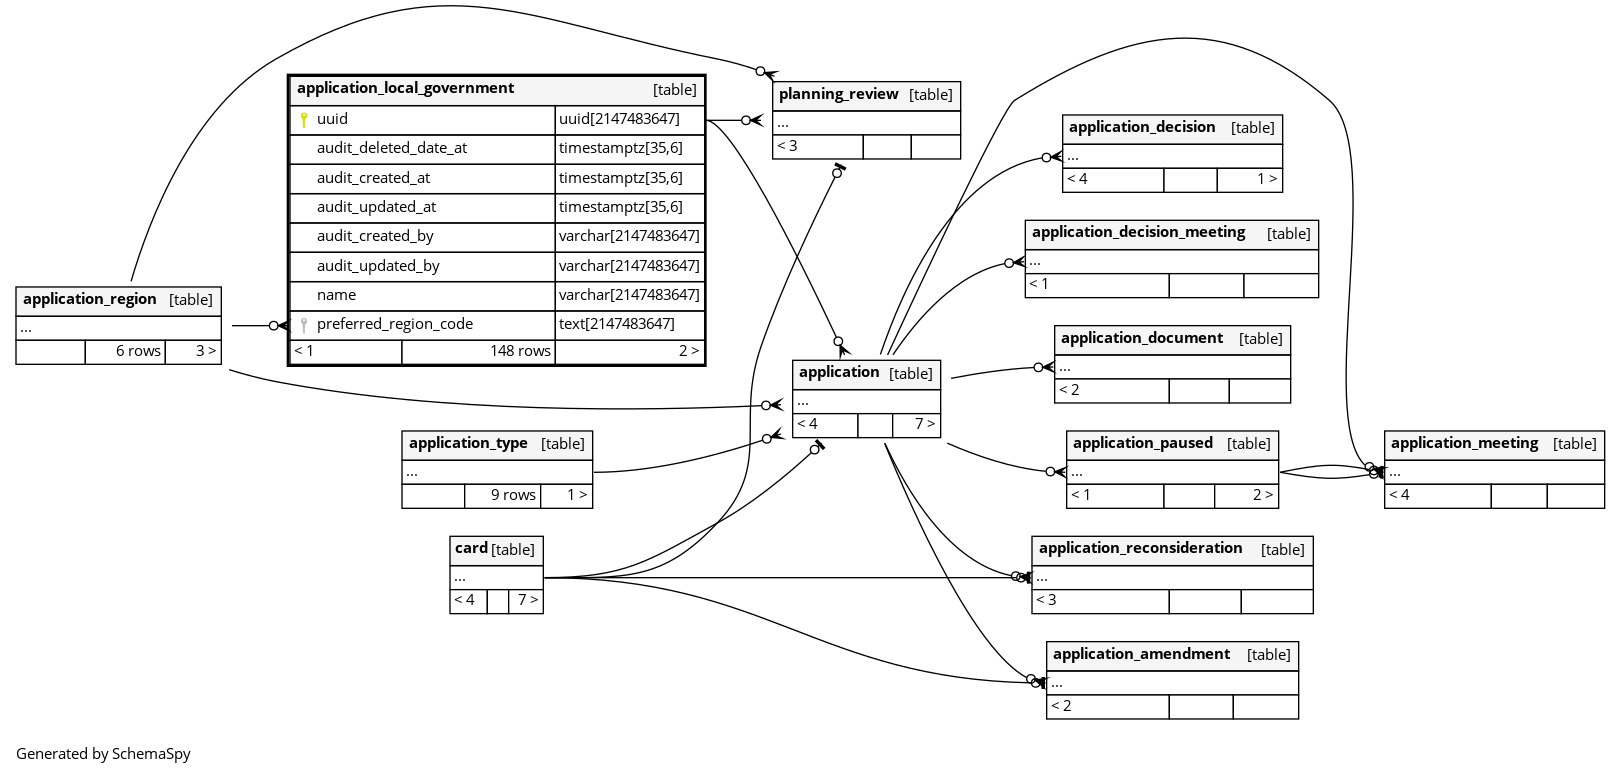 application_local_government [table]
uuid uuid[2147483647]
audit_deleted_date_at timestamptz[35,6]
audit_created_at timestamptz[35,6]
audit_updated_at timestamptz[35,6]
audit_created_by varchar[2147483647]
audit_updated_by varchar[2147483647]
name varchar[2147483647]
preferred_region_code text[2147483647]
< 1 148 rows 2 >
planning_review [table]
...
< 3
application_decision [table]
...
< 4 1 >
application_decision_meeting [table]
...
< 1
application_region [table]
...
6 rows 3 >
application_document [table]
...
< 2
application [table]
...
< 4 7 >
application_type [table]
...
9 rows 1 >
application_paused [table]
...
< 1 2 >
application_meeting [table]
...
< 4
card [table]
...
< 4 7 >
application_reconsideration [table]
...
< 3
application_amendment [table]
...
< 2
Generated by SchemaSpy